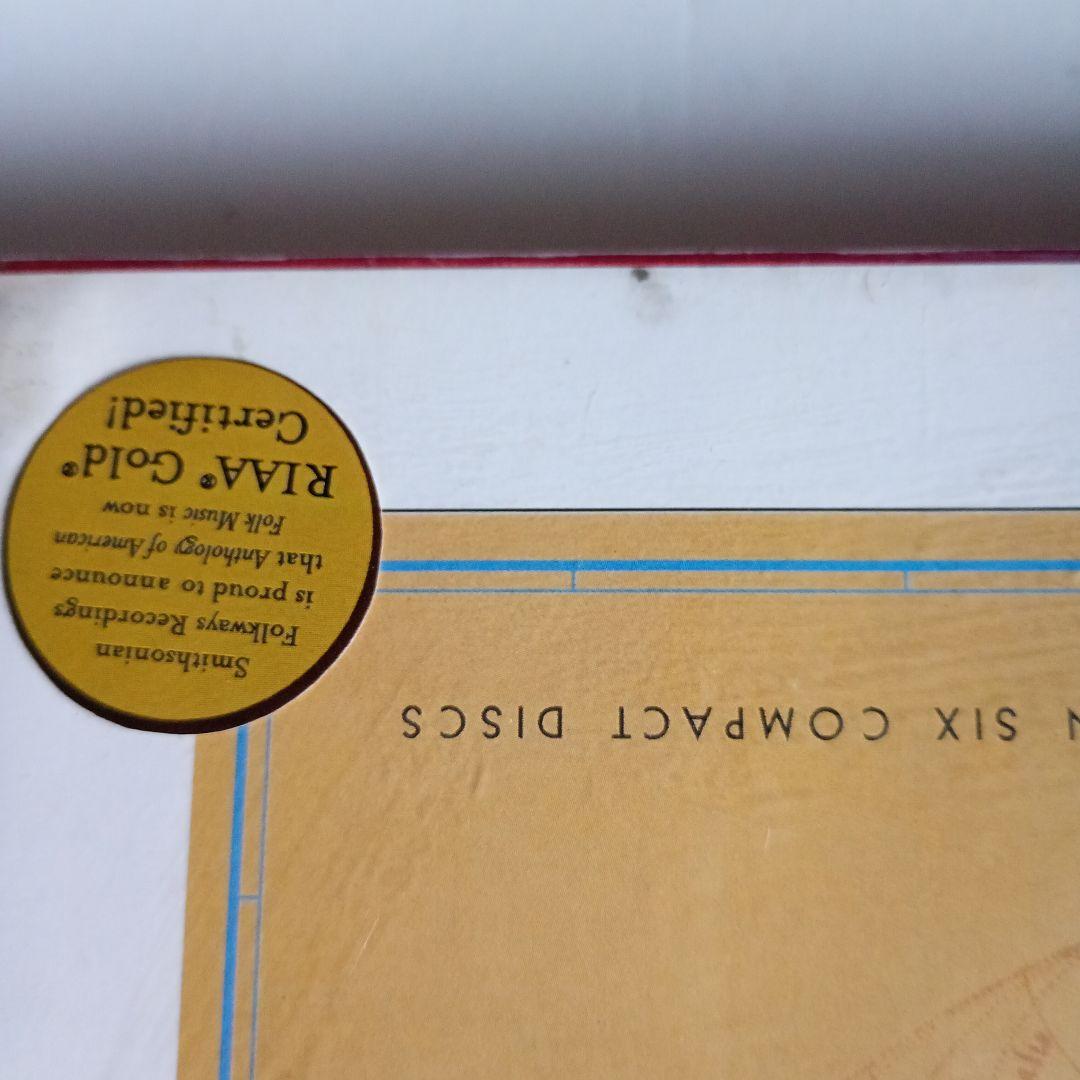 Smithsonian
Folkways Recordings
is proud to announce
that Anthology of American
Folk Music is now
RIAA® Gold®
Certified!
SIX COMPACT DISCS